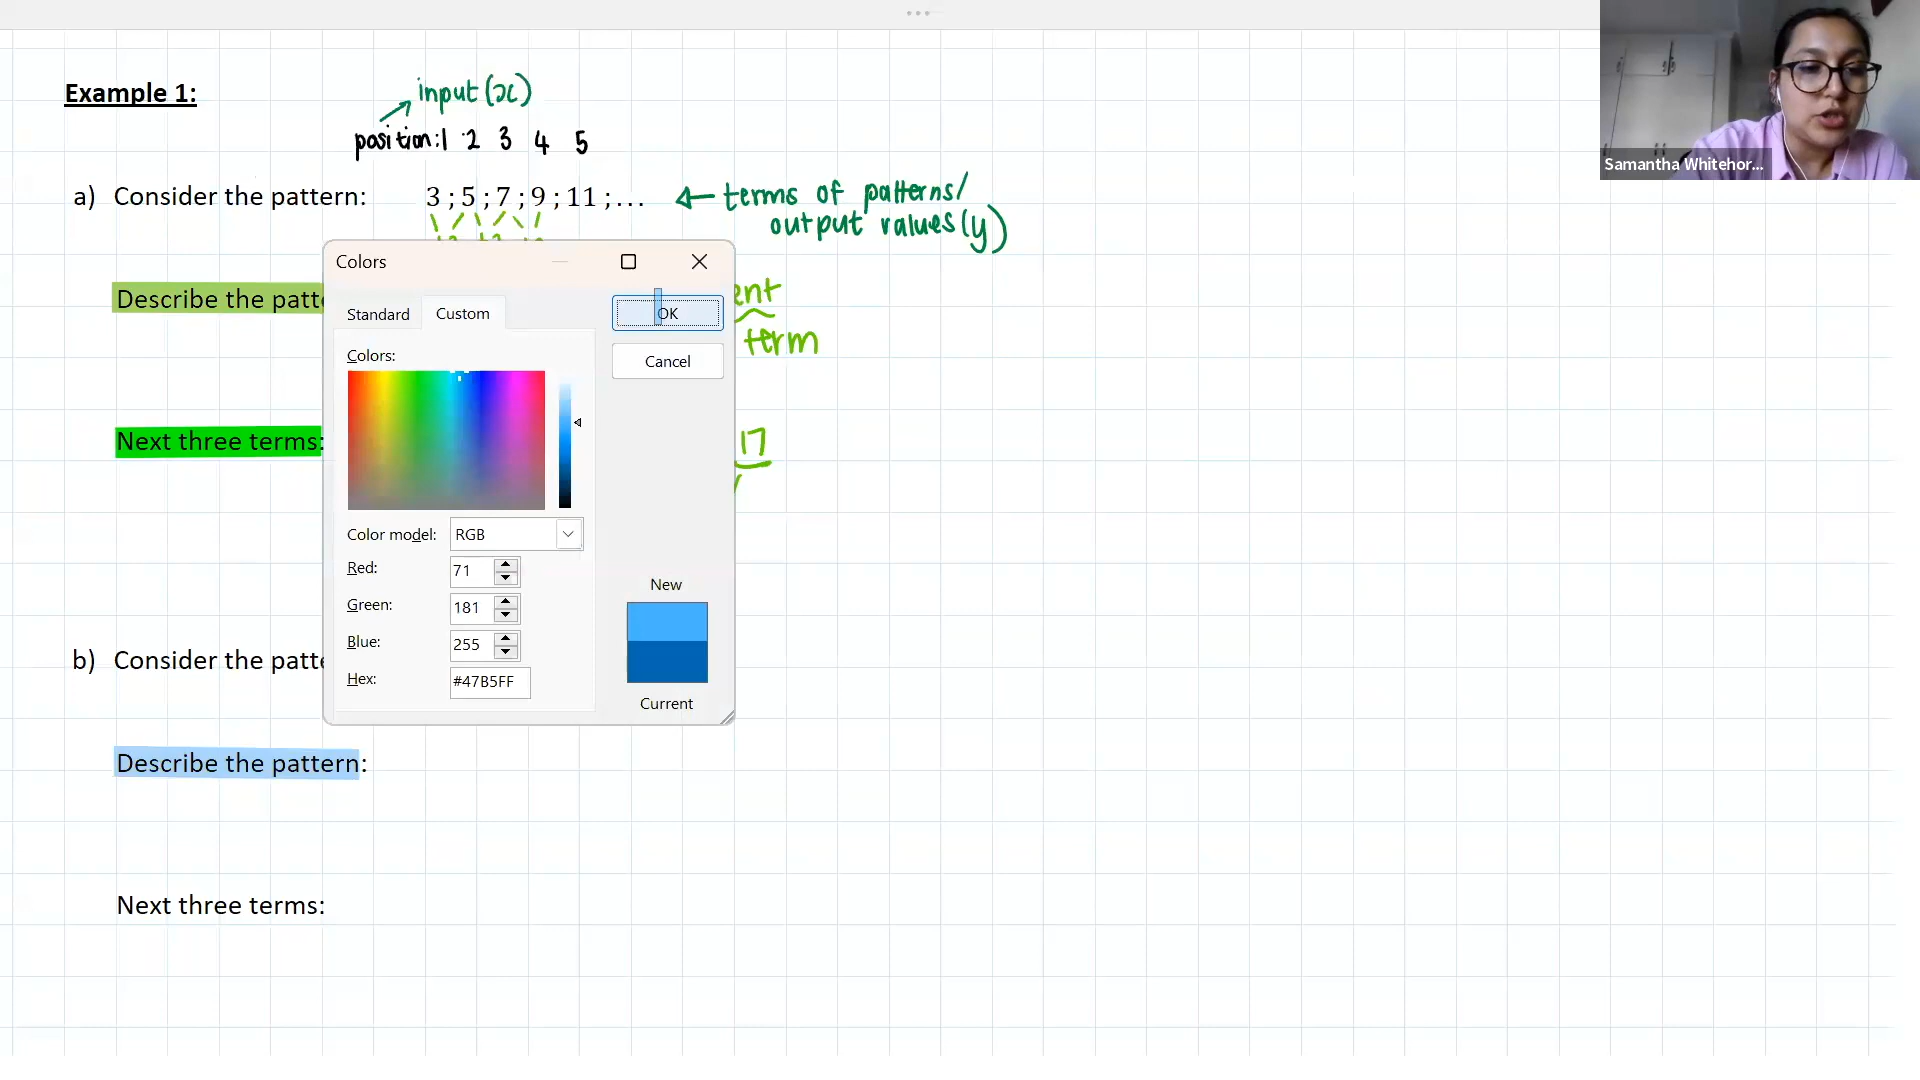 Samantha Whitehor...
Example 1:
input (x)
position: 1 2 3 4 5
a) Consider the pattern: 3 ; 5 ; 7 ; 9 ; 11 ; ...
terms of patterns/
output values (y)
Describe the patt
term
Next three terms:
17
Colors
Standard
Custom
OK
Cancel
Colors:
Color model: RGB
Red: 71
Green: 181
Blue: 255
Hex: #47B5FF
New
Current
b) Consider the patte
Describe the pattern:
Next three terms: